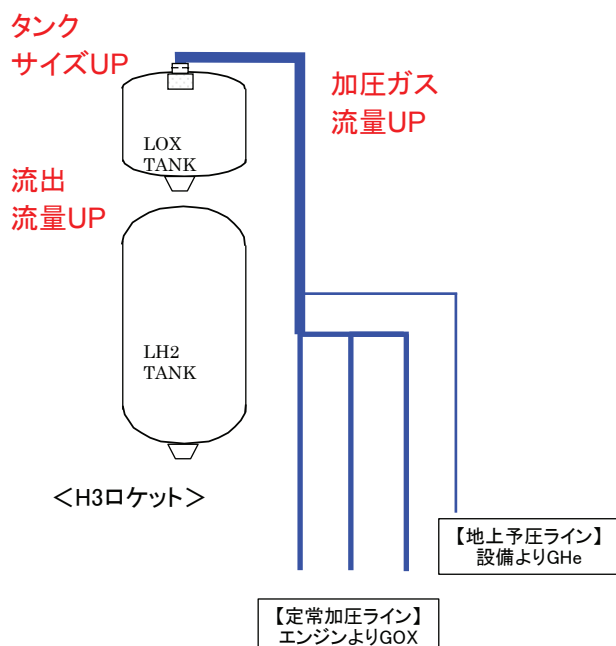 タンク
サイズUP
加圧ガス
流量UP
LOX
TANK
流出
流量UP
LH2
TANK
＜H3ロケット＞
【地上予圧ライン】
設備よりGHe
【定常加圧ライン】
エンジンよりGOX